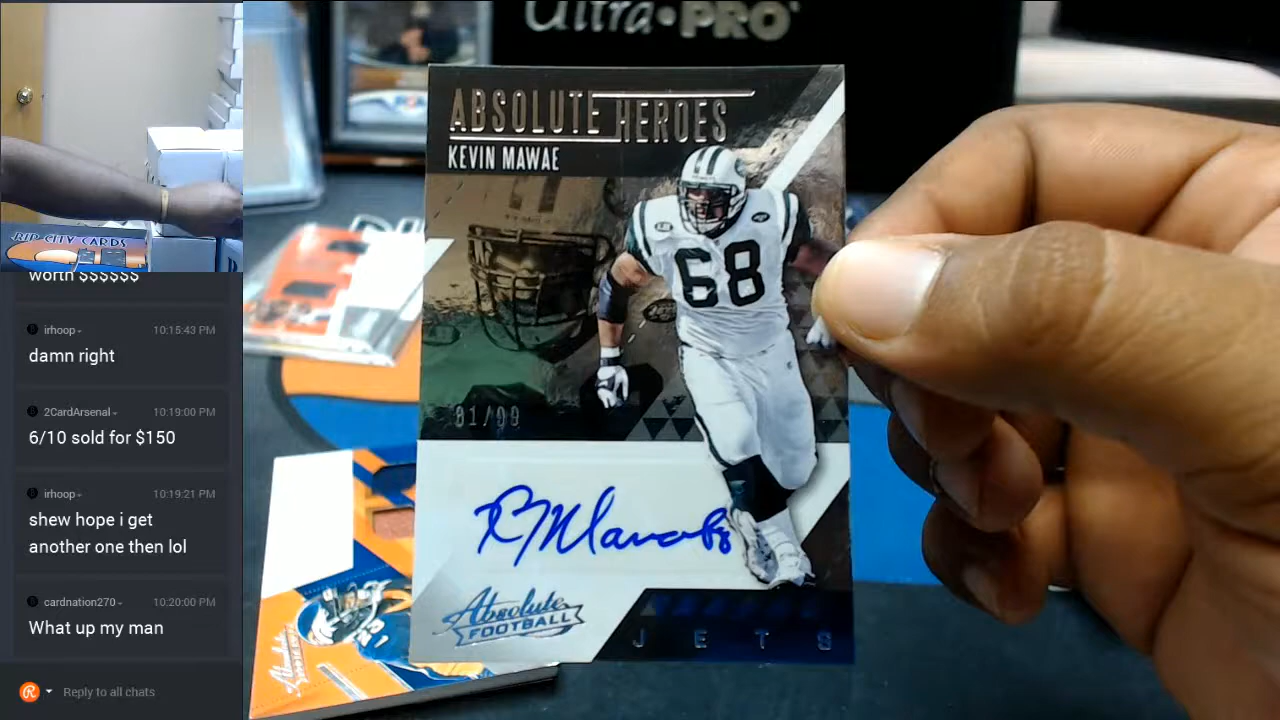 Ultra•PRO
RIP CITY CARDS
worth $$$$$$
irhoop
10:15:43 PM
damn right
2CardArsenal
10:19:00 PM
6/10 sold for $150
irhoop
10:19:21 PM
shew hope i get
another one then lol
cardnation270
10:20:00 PM
What up my man
Reply to all chats
ABSOLUTE HEROES
KEVIN MAWAE
68
Absolute
FOOTBALL
JETS